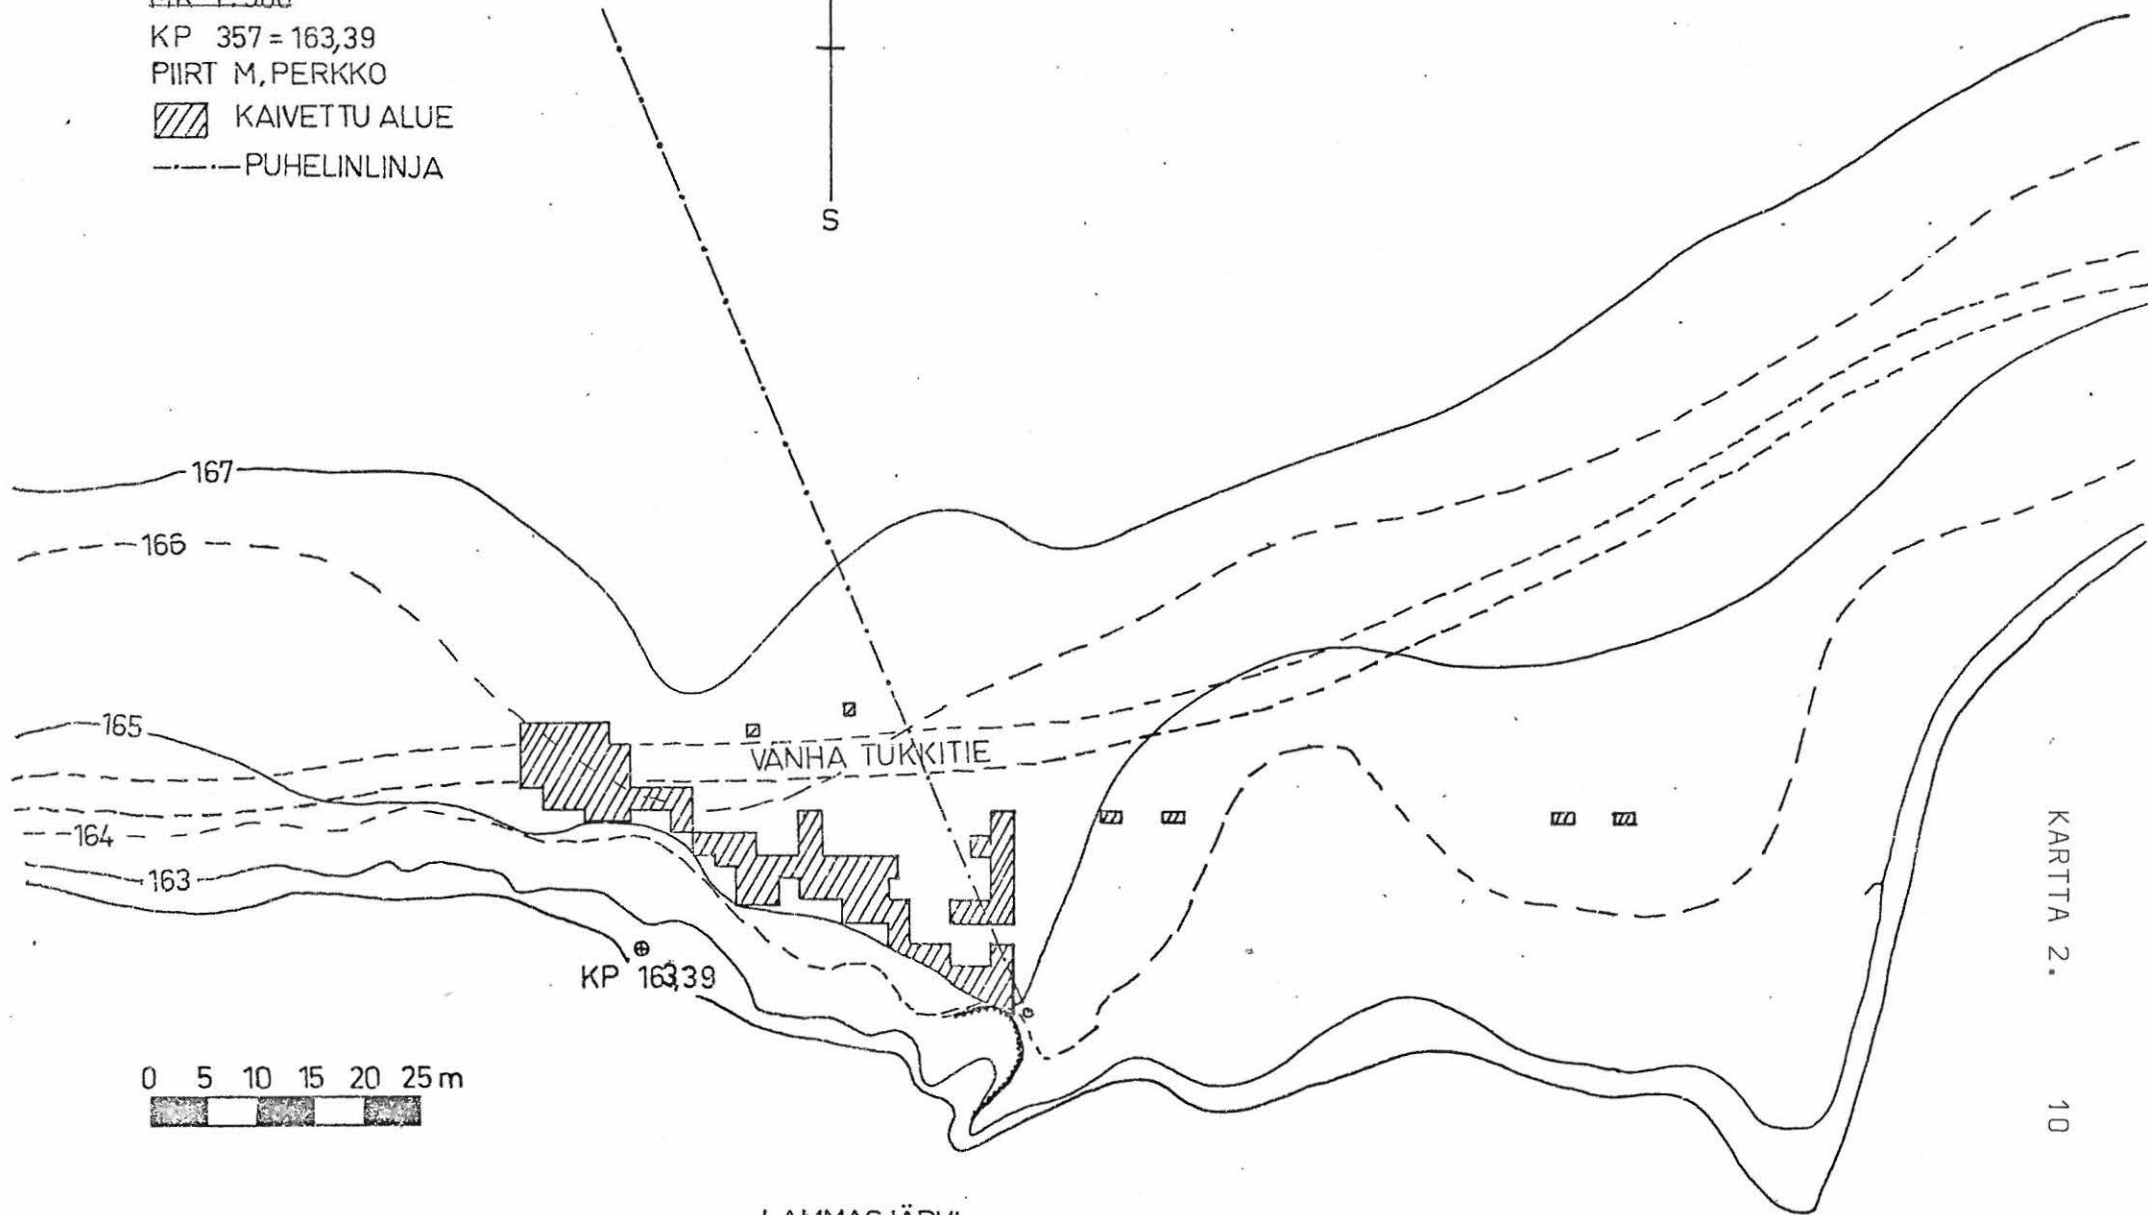 KP 357 = 163,39
PIIRT M, PERKKO
KAIVETTU ALUE
PUHELINLINJA
S
167
166
165
VANHA TUKKITIE
164
163
KP 163,39
0 5 10 15 20 25 m
KARTTA 2. 10
LAMMASJÄRVI